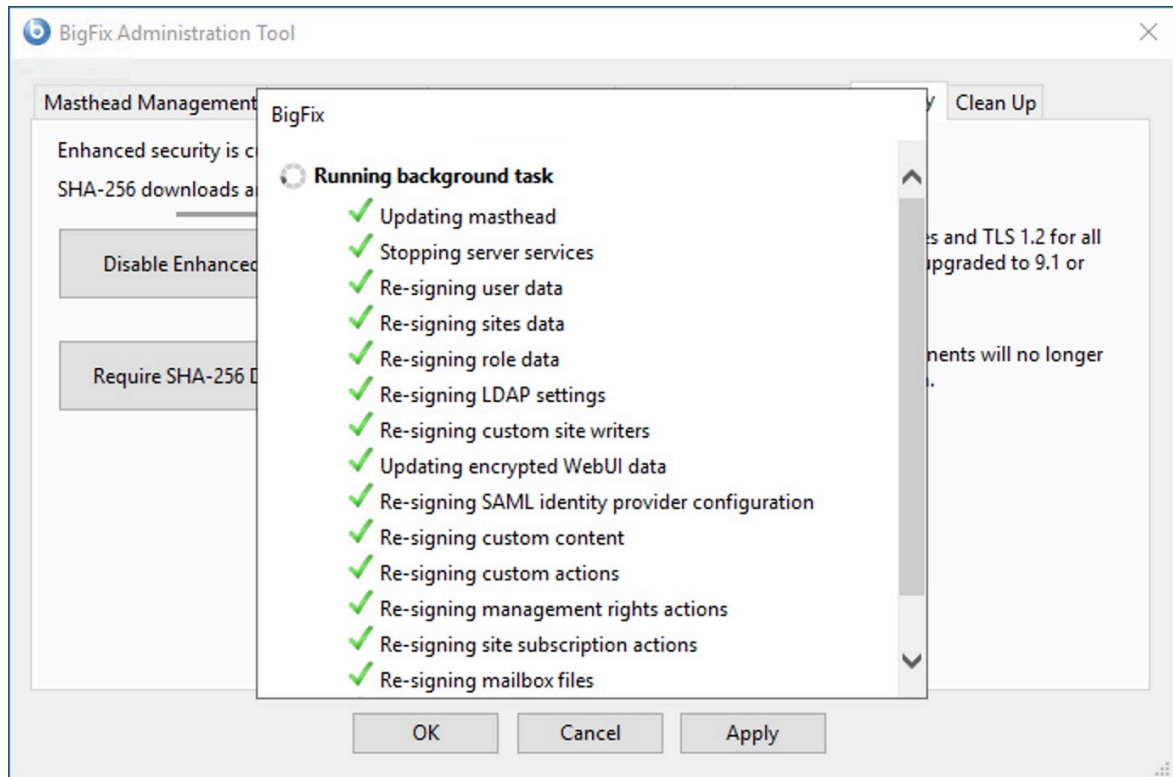 BigFix Administration Tool
Masthead Management
y
Clean Up
Enhanced security is c
SHA-256 downloads a
Disable Enhanced
Require SHA-256 D
BigFix
Running background task
Updating masthead
Stopping server services
Re-signing user data
Re-signing sites data
Re-signing role data
Re-signing LDAP settings
Re-signing custom site writers
Updating encrypted WebUI data
Re-signing SAML identity provider configuration
Re-signing custom content
Re-signing custom actions
Re-signing management rights actions
Re-signing site subscription actions
Re-signing mailbox files
es and TLS 1.2 for all
upgraded to 9.1 or
nents will no longer
OK
Cancel
Apply